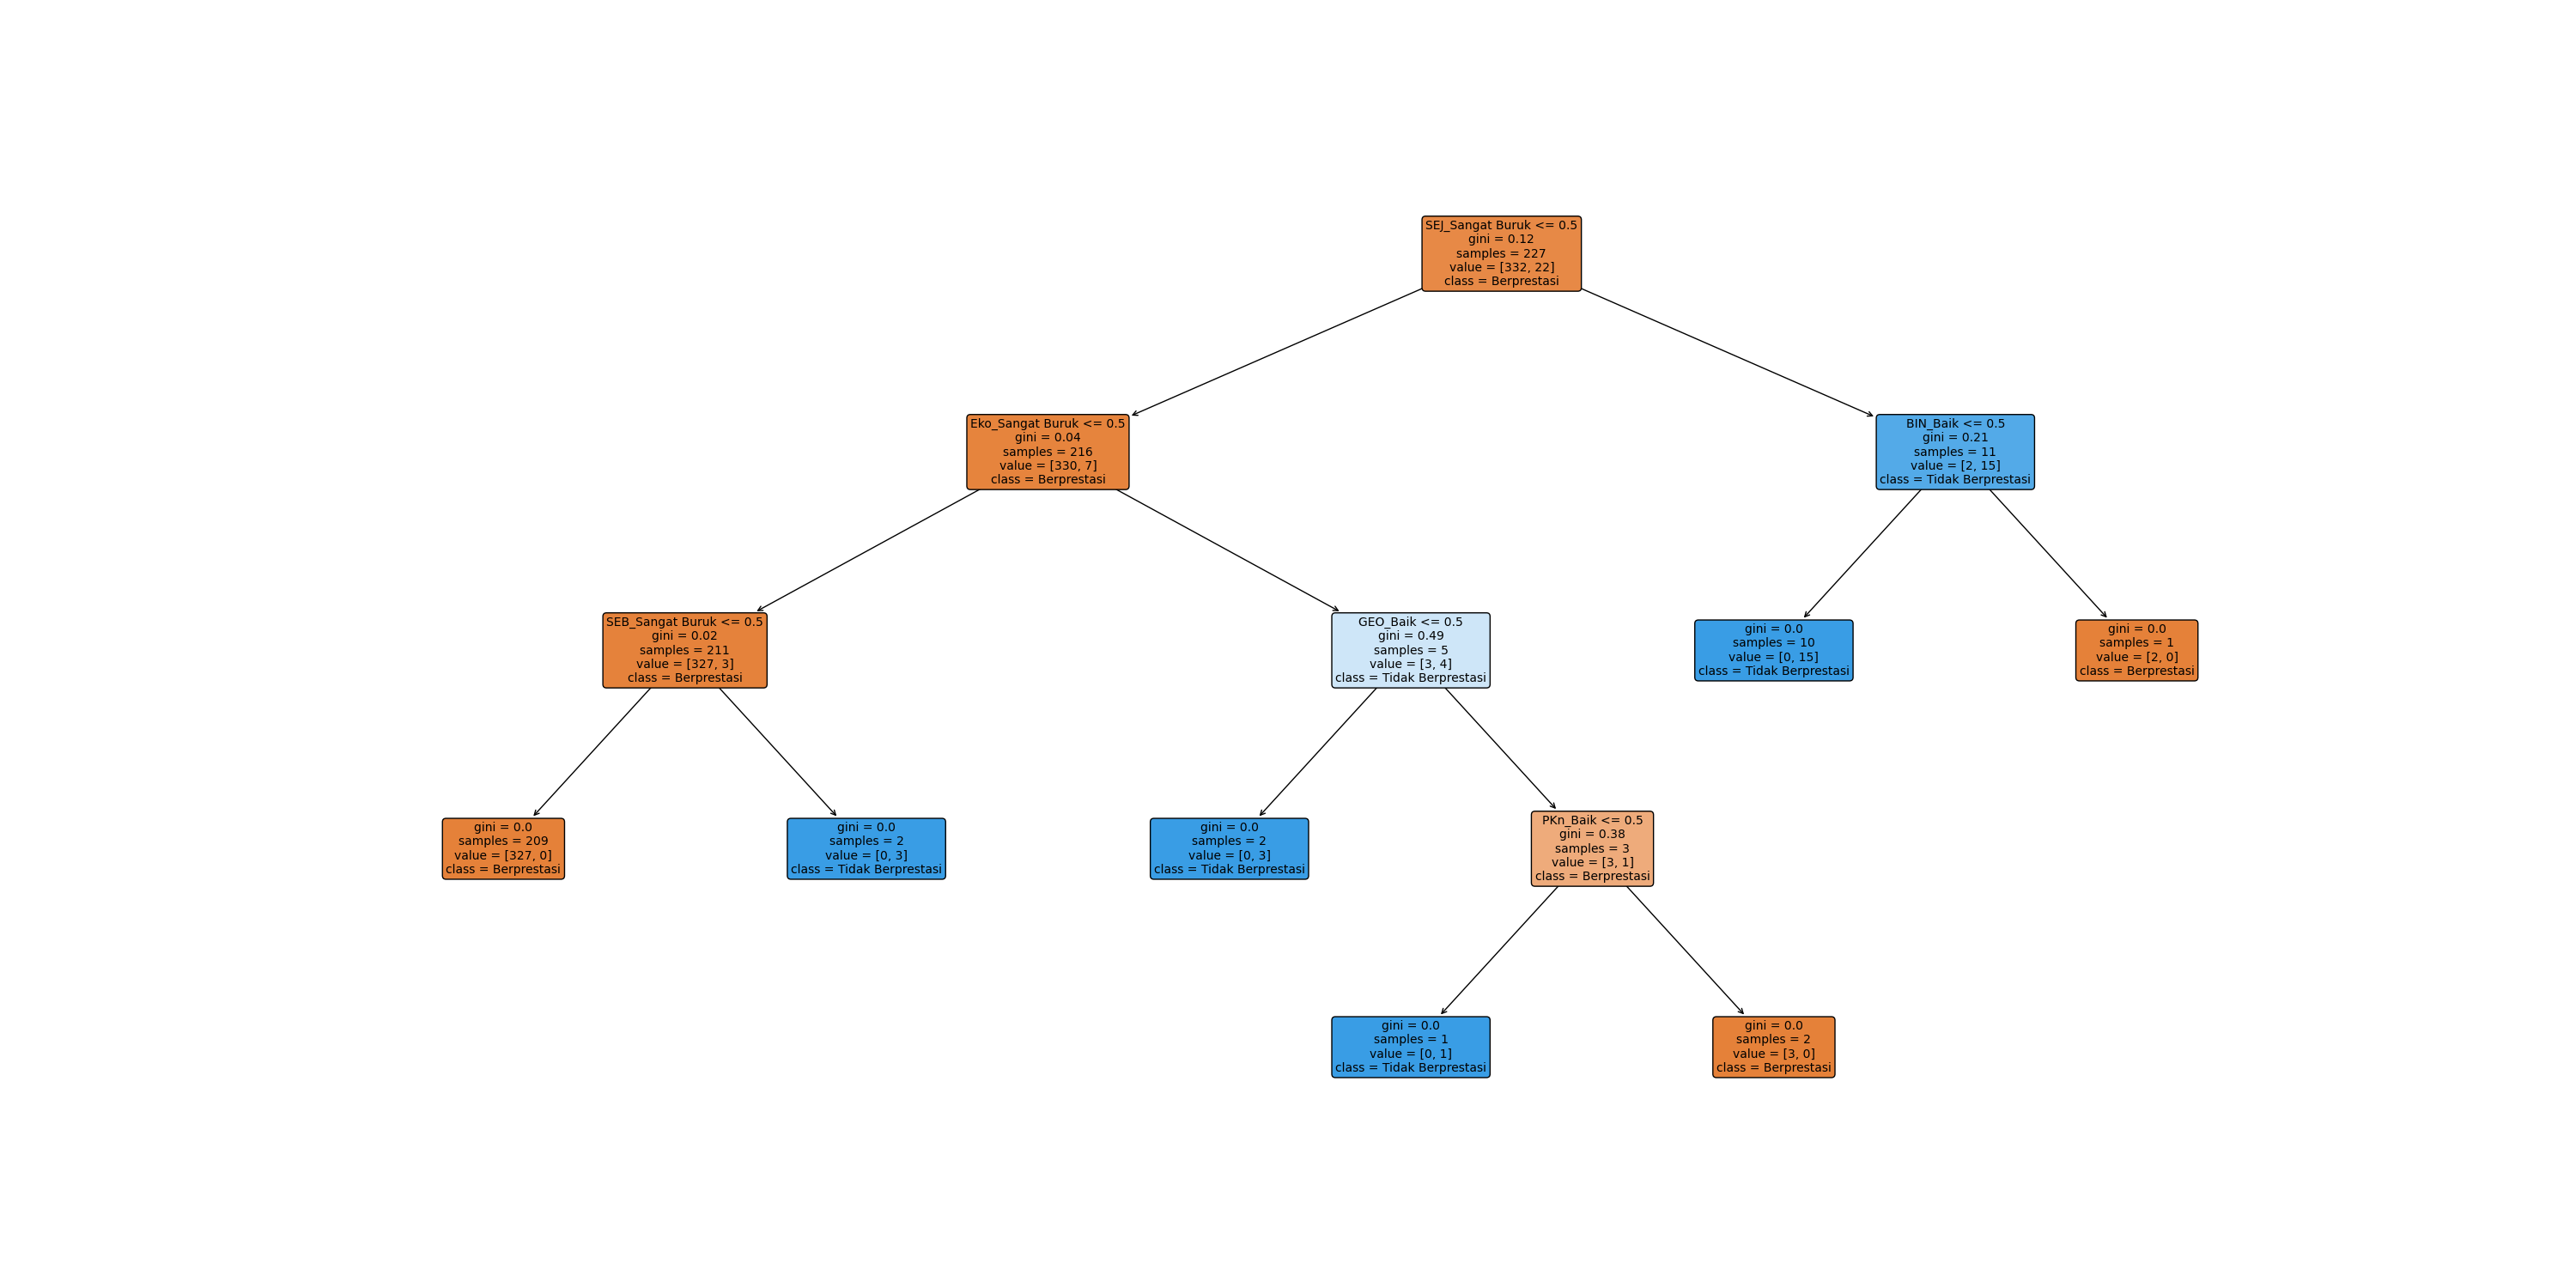 SEJ_Sangat Buruk <= 0.5
gini = 0.12
samples = 227
value = [332, 22]
class = Berprestasi
Eko_Sangat Buruk <= 0.5
gini = 0.04
samples = 216
value = [330, 7]
class = Berprestasi
BIN_Baik <= 0.5
gini = 0.21
samples = 11
value = [2, 15]
class = Tidak Berprestasi
SEB_Sangat Buruk <= 0.5
gini = 0.02
samples = 211
value = [327, 3]
class = Berprestasi
GEO_Baik <= 0.5
gini = 0.49
samples = 5
value = [3, 4]
class = Tidak Berprestasi
gini = 0.0
samples = 10
value = [0, 15]
class = Tidak Berprestasi
gini = 0.0
samples = 1
value = [2, 0]
class = Berprestasi
gini = 0.0
samples = 209
value = [327, 0]
class = Berprestasi
gini = 0.0
samples = 2
value = [0, 3]
class = Tidak Berprestasi
gini = 0.0
samples = 2
value = [0, 3]
class = Tidak Berprestasi
PKn_Baik <= 0.5
gini = 0.38
samples = 3
value = [3, 1]
class = Berprestasi
gini = 0.0
samples = 1
value = [0, 1]
class = Tidak Berprestasi
gini = 0.0
samples = 2
value = [3, 0]
class = Berprestasi